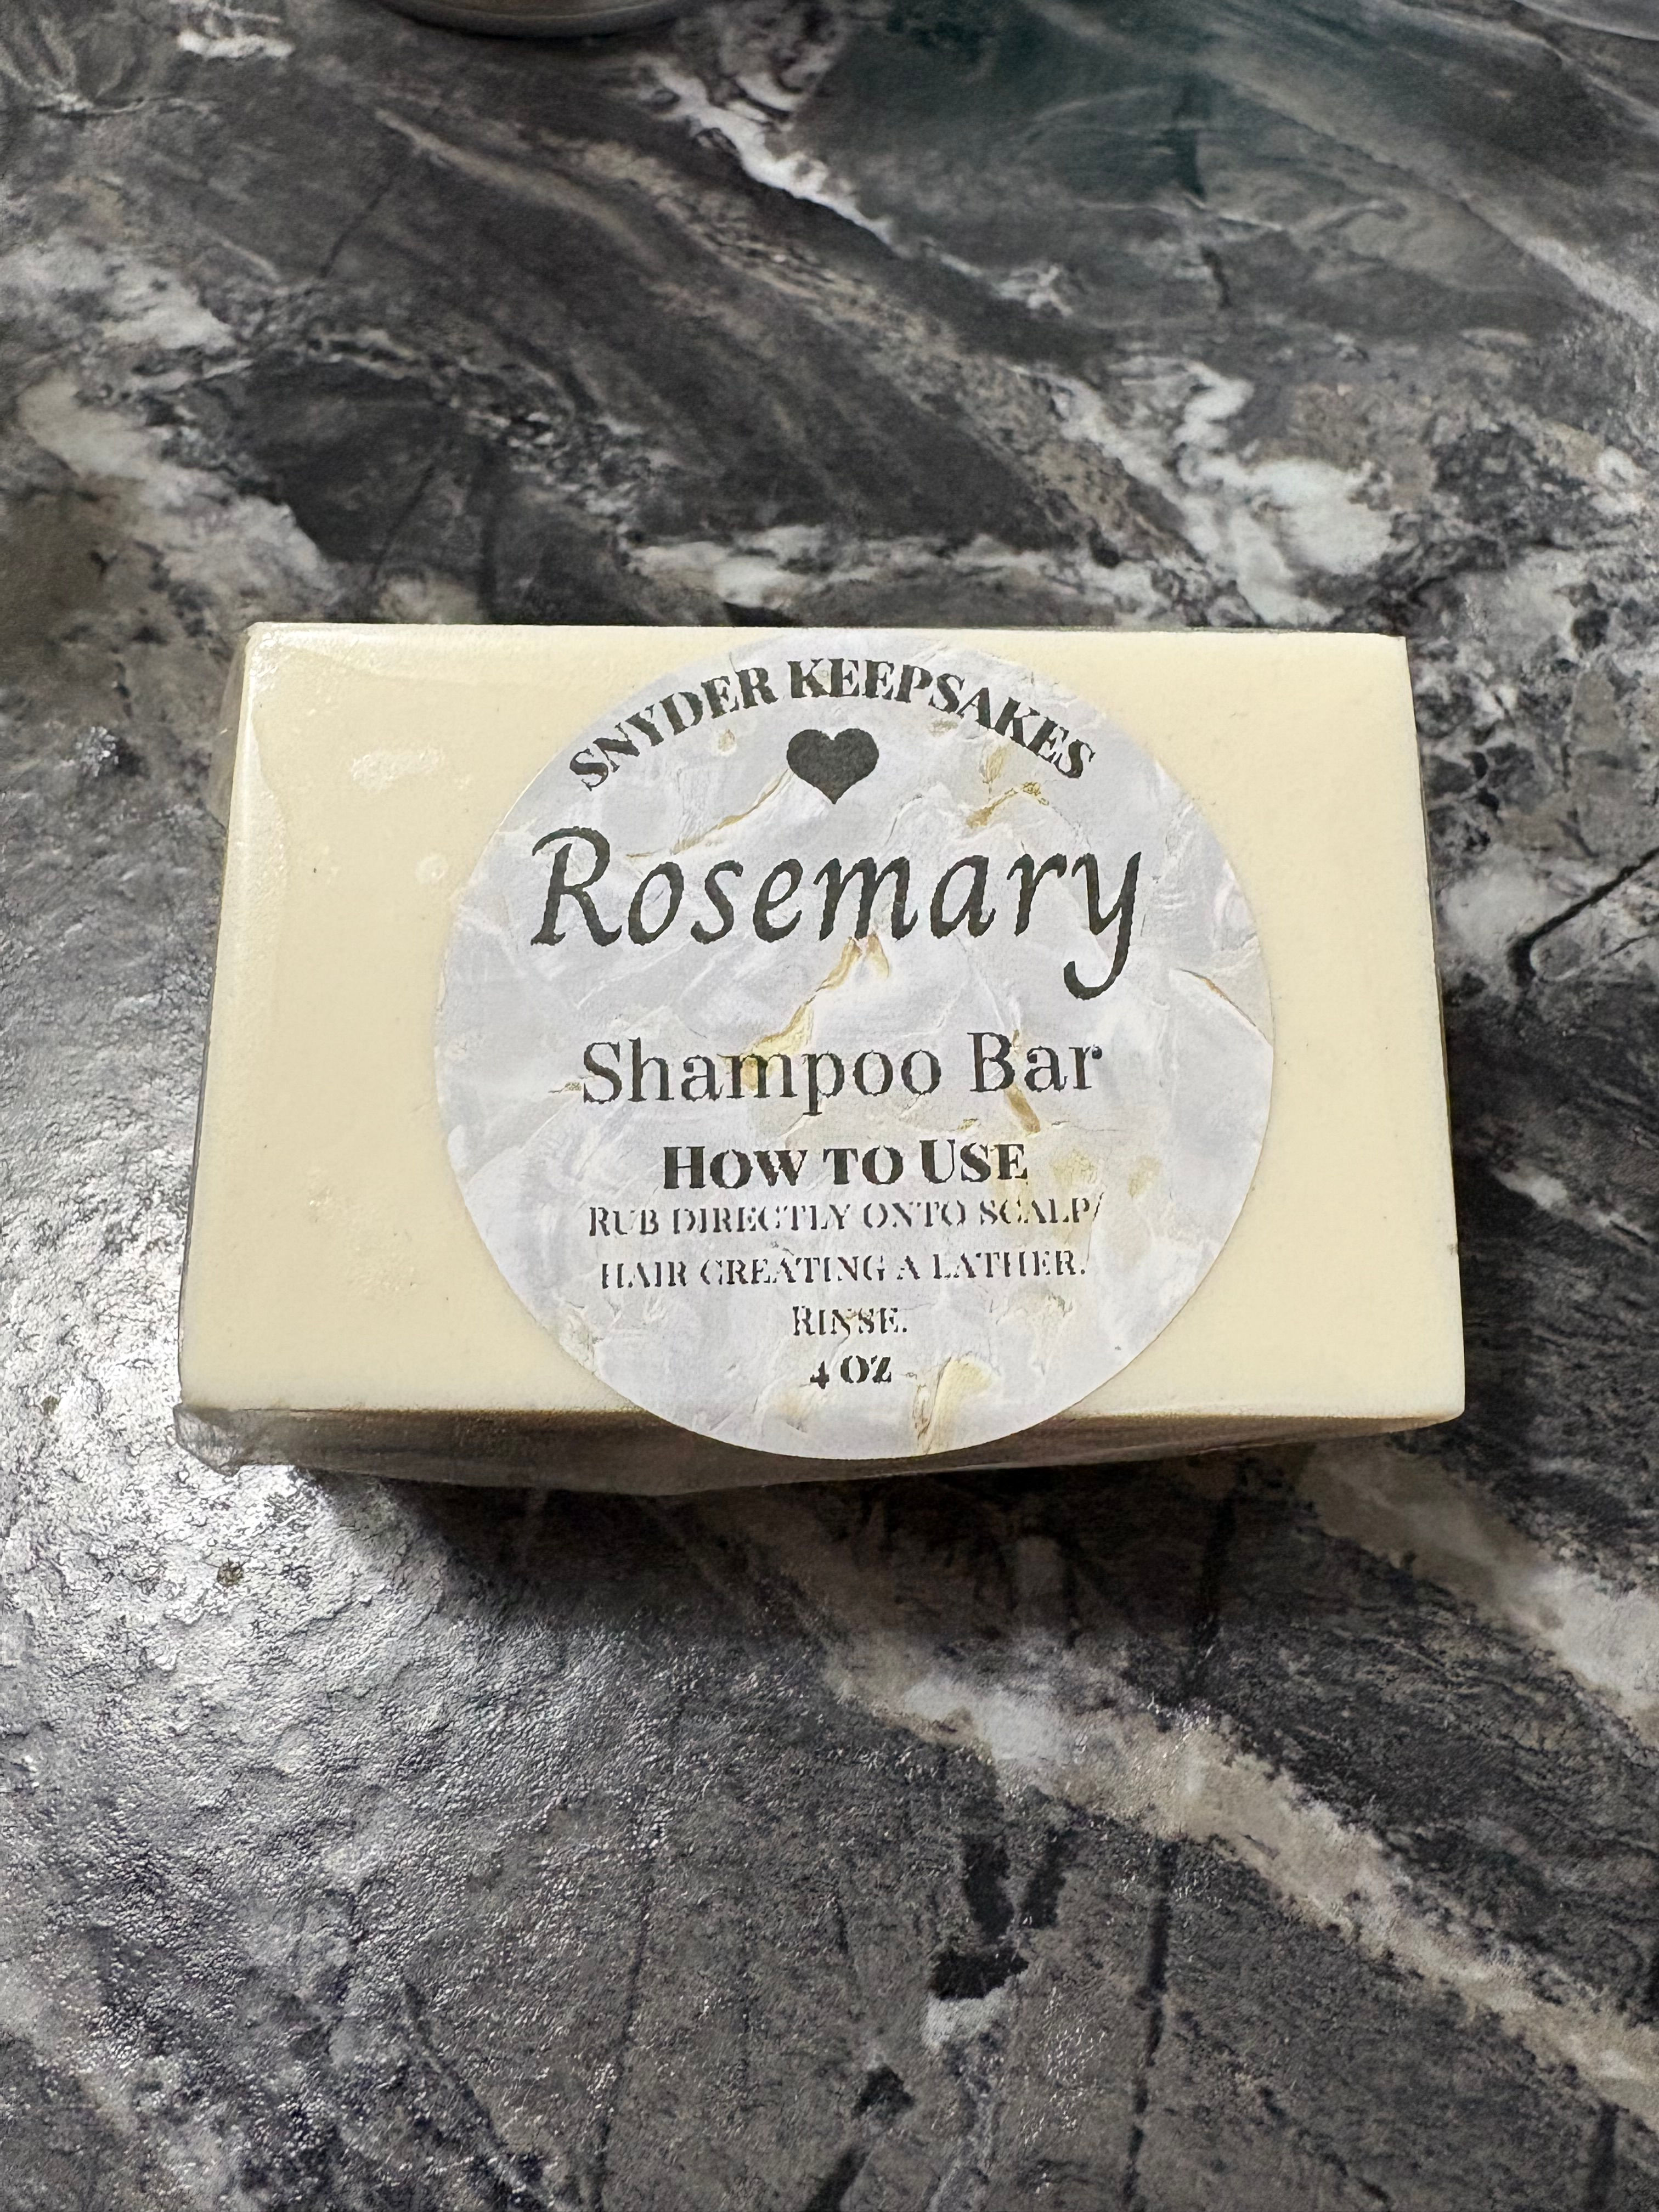 SNYDER KEEPSAKES
Rosemary
Shampoo Bar
HOW TO USE
RUB DIRECTLY ONTO SCALP/
HAIR CREATING A LATHER.
RINSE.
4 OZ